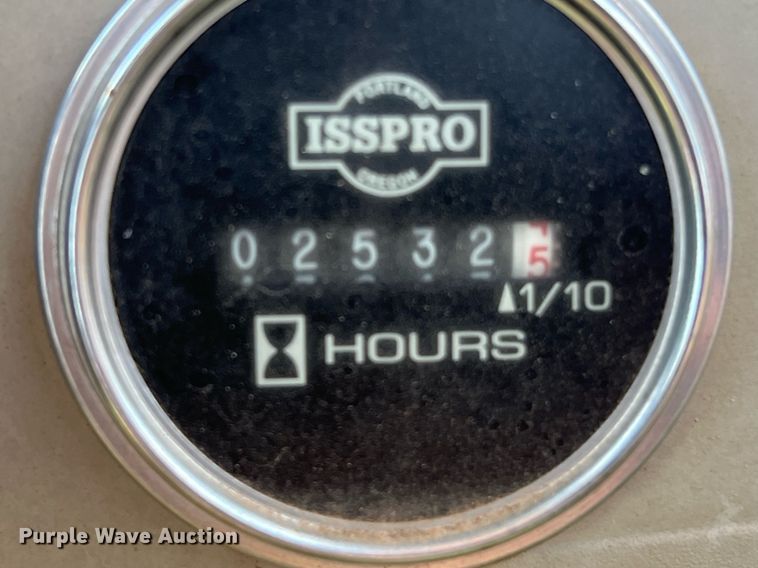 PORTLAND
ISSPRO
OREGON
0 2 5 3 2 5
1/10
HOURS
Purple Wave Auction